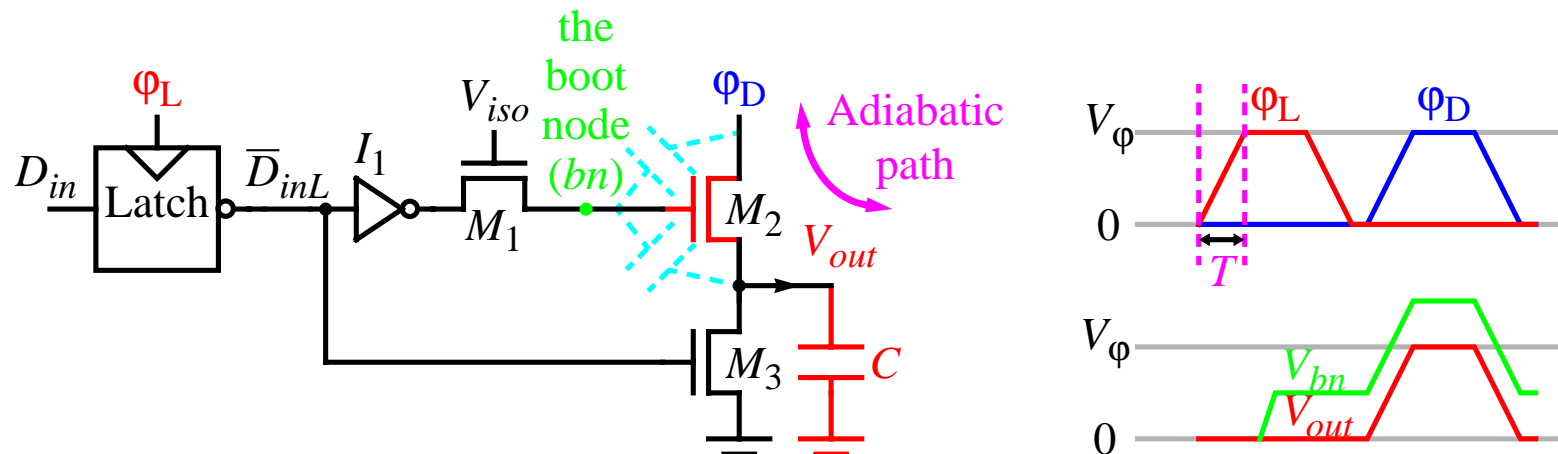 the
boot
node
(bn)
φL
Viso
φD
Adiabatic
path
Din
Latch
D̅inL
I1
M1
M2
Vout
M3
C
φL
φD
Vφ
0
T
Vφ
Vbn
Vout
0